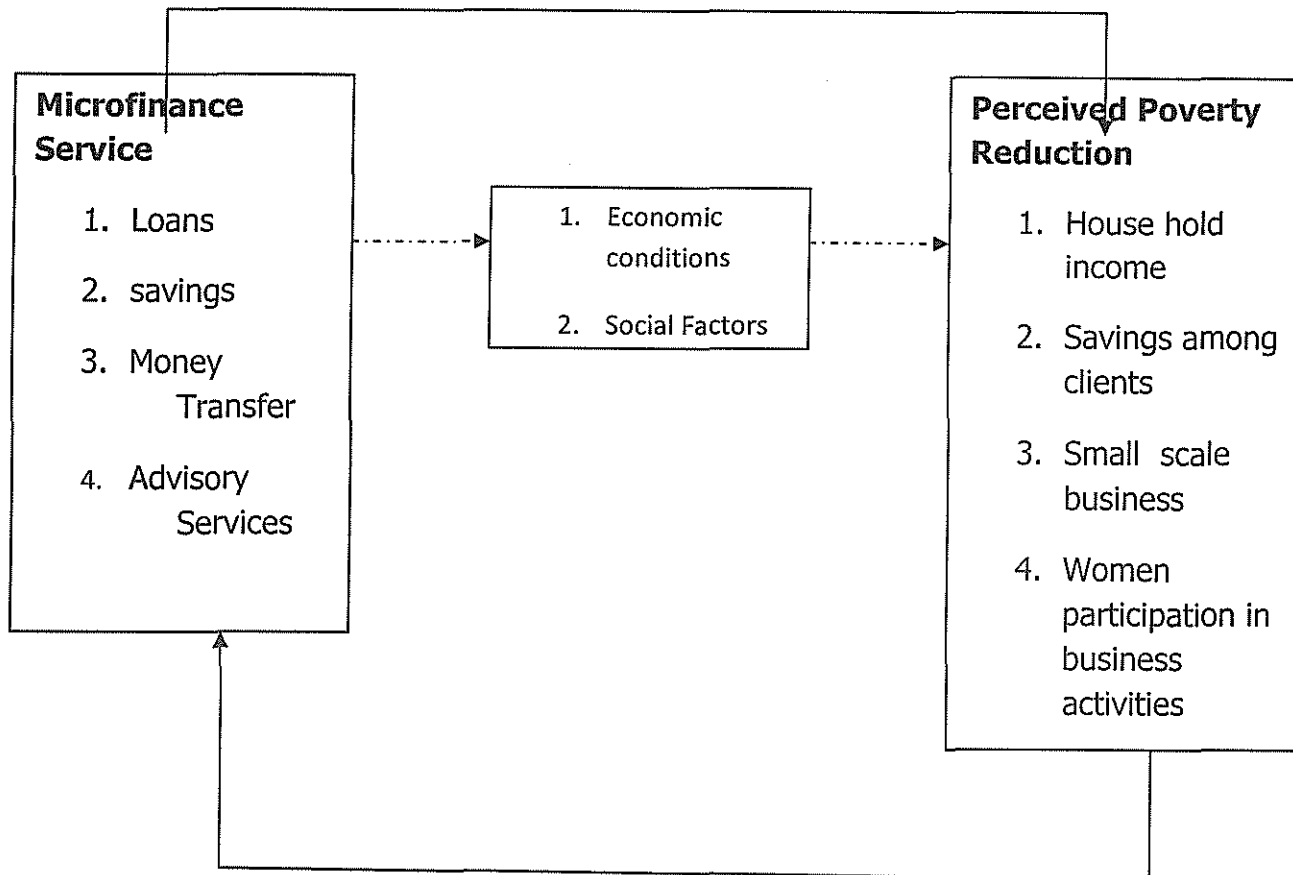 Microfinance
Service
1. Loans
2. savings
3. Money
Transfer
4. Advisory
Services
1. Economic
conditions
2. Social Factors
Perceived Poverty
Reduction
1. House hold
income
2. Savings among
clients
3. Small scale
business
4. Women
participation in
business
activities